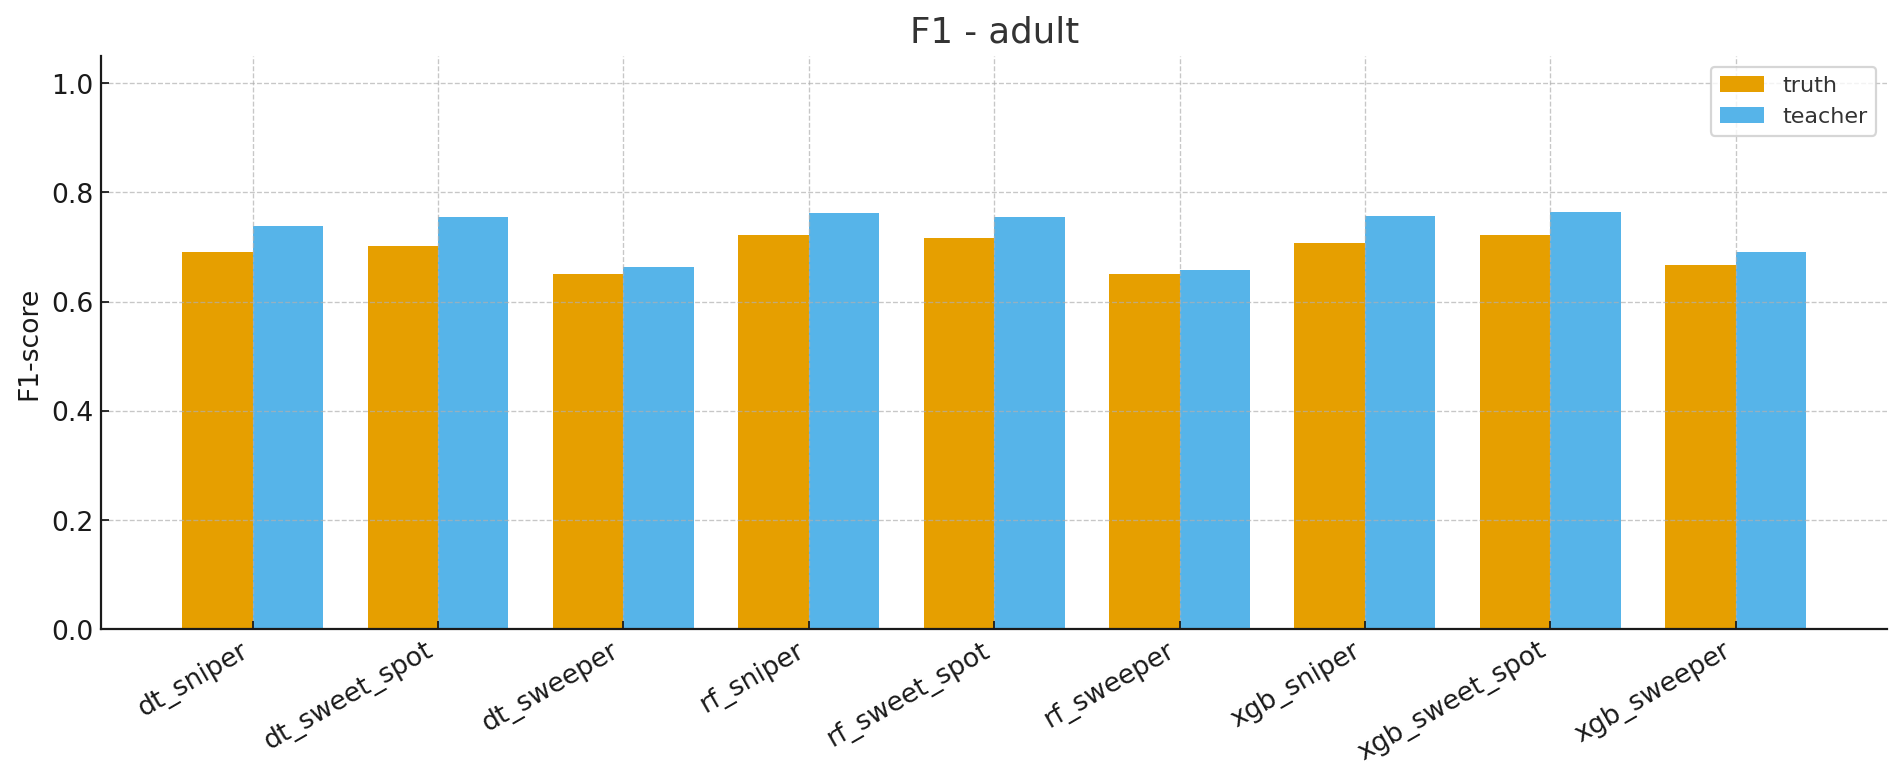 F1 - adult
truth
teacher
F1-score
1.0
0.8
0.6
0.4
0.2
0.0
dt_sniper
dt_sweet_spot
dt_sweeper
rf_sniper
rf_sweet_spot
rf_sweeper
xgb_sniper
xgb_sweet_spot
xgb_sweeper